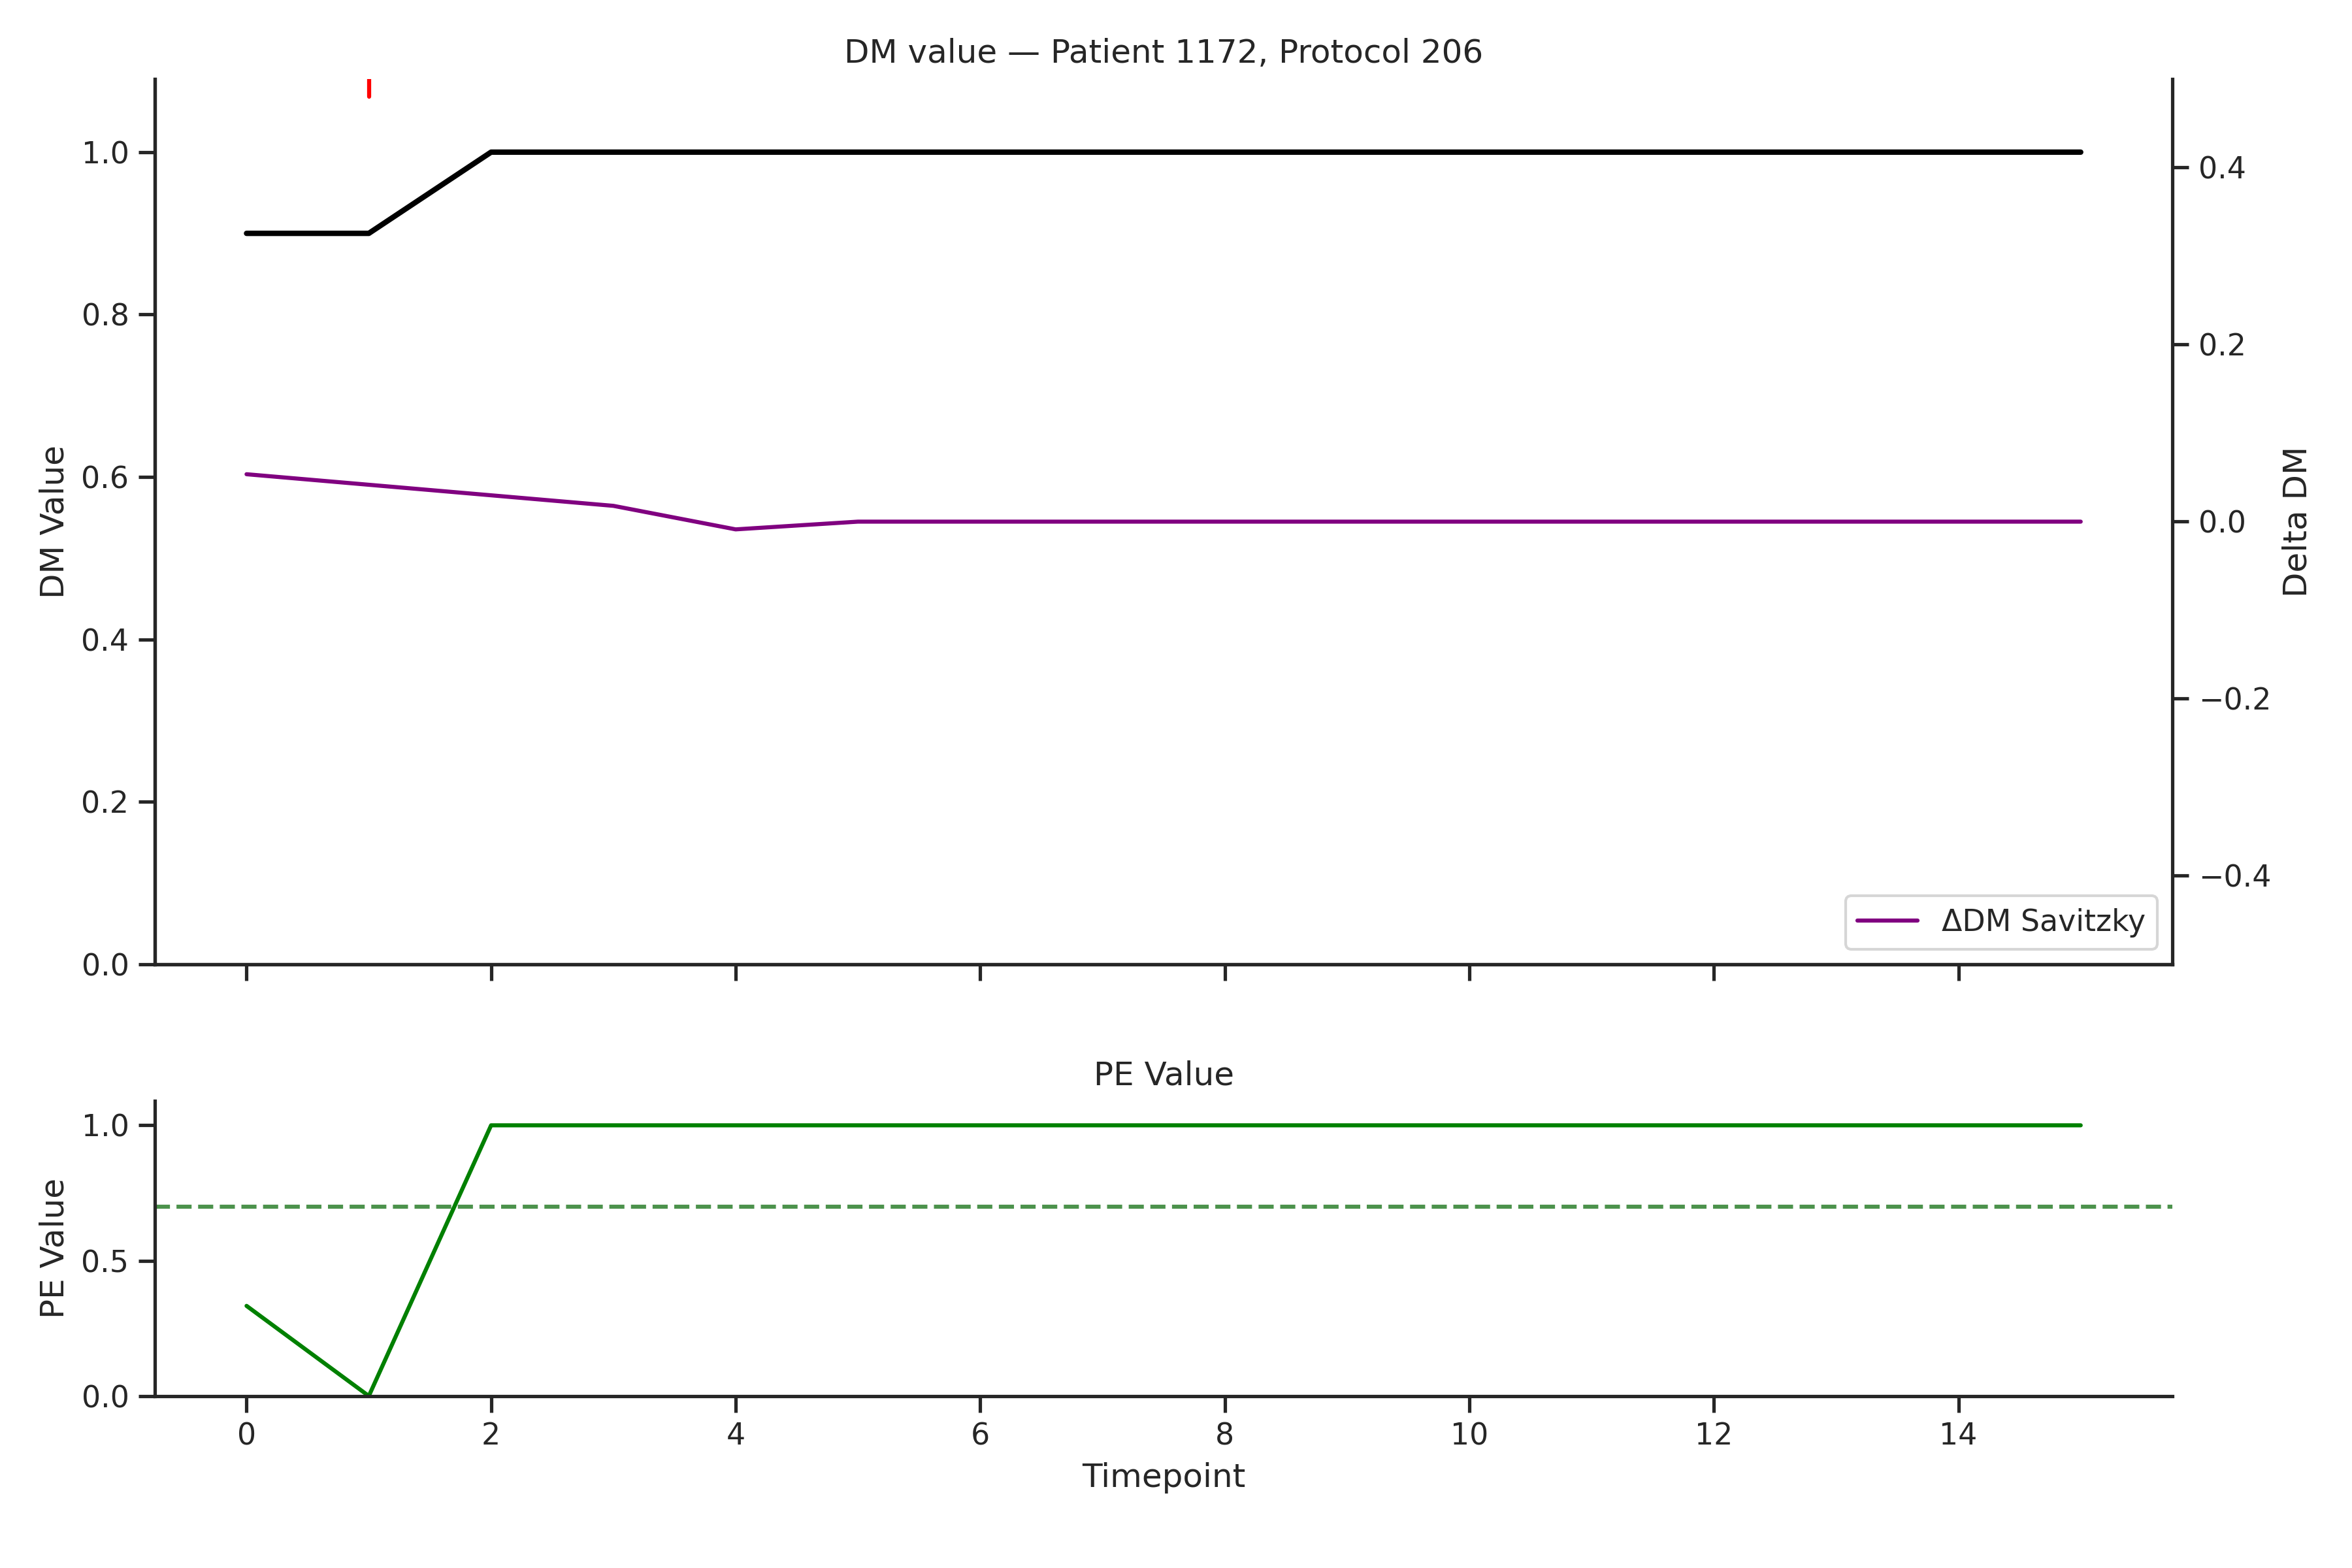 DM value — Patient 1172, Protocol 206
DM Value
1.0
0.8
0.6
0.4
0.2
0.0
Delta DM
0.4
0.2
0.0
−0.2
−0.4
ΔDM Savitzky
PE Value
PE Value
1.0
0.5
0.0
0 2 4 6 8 10 12 14
Timepoint